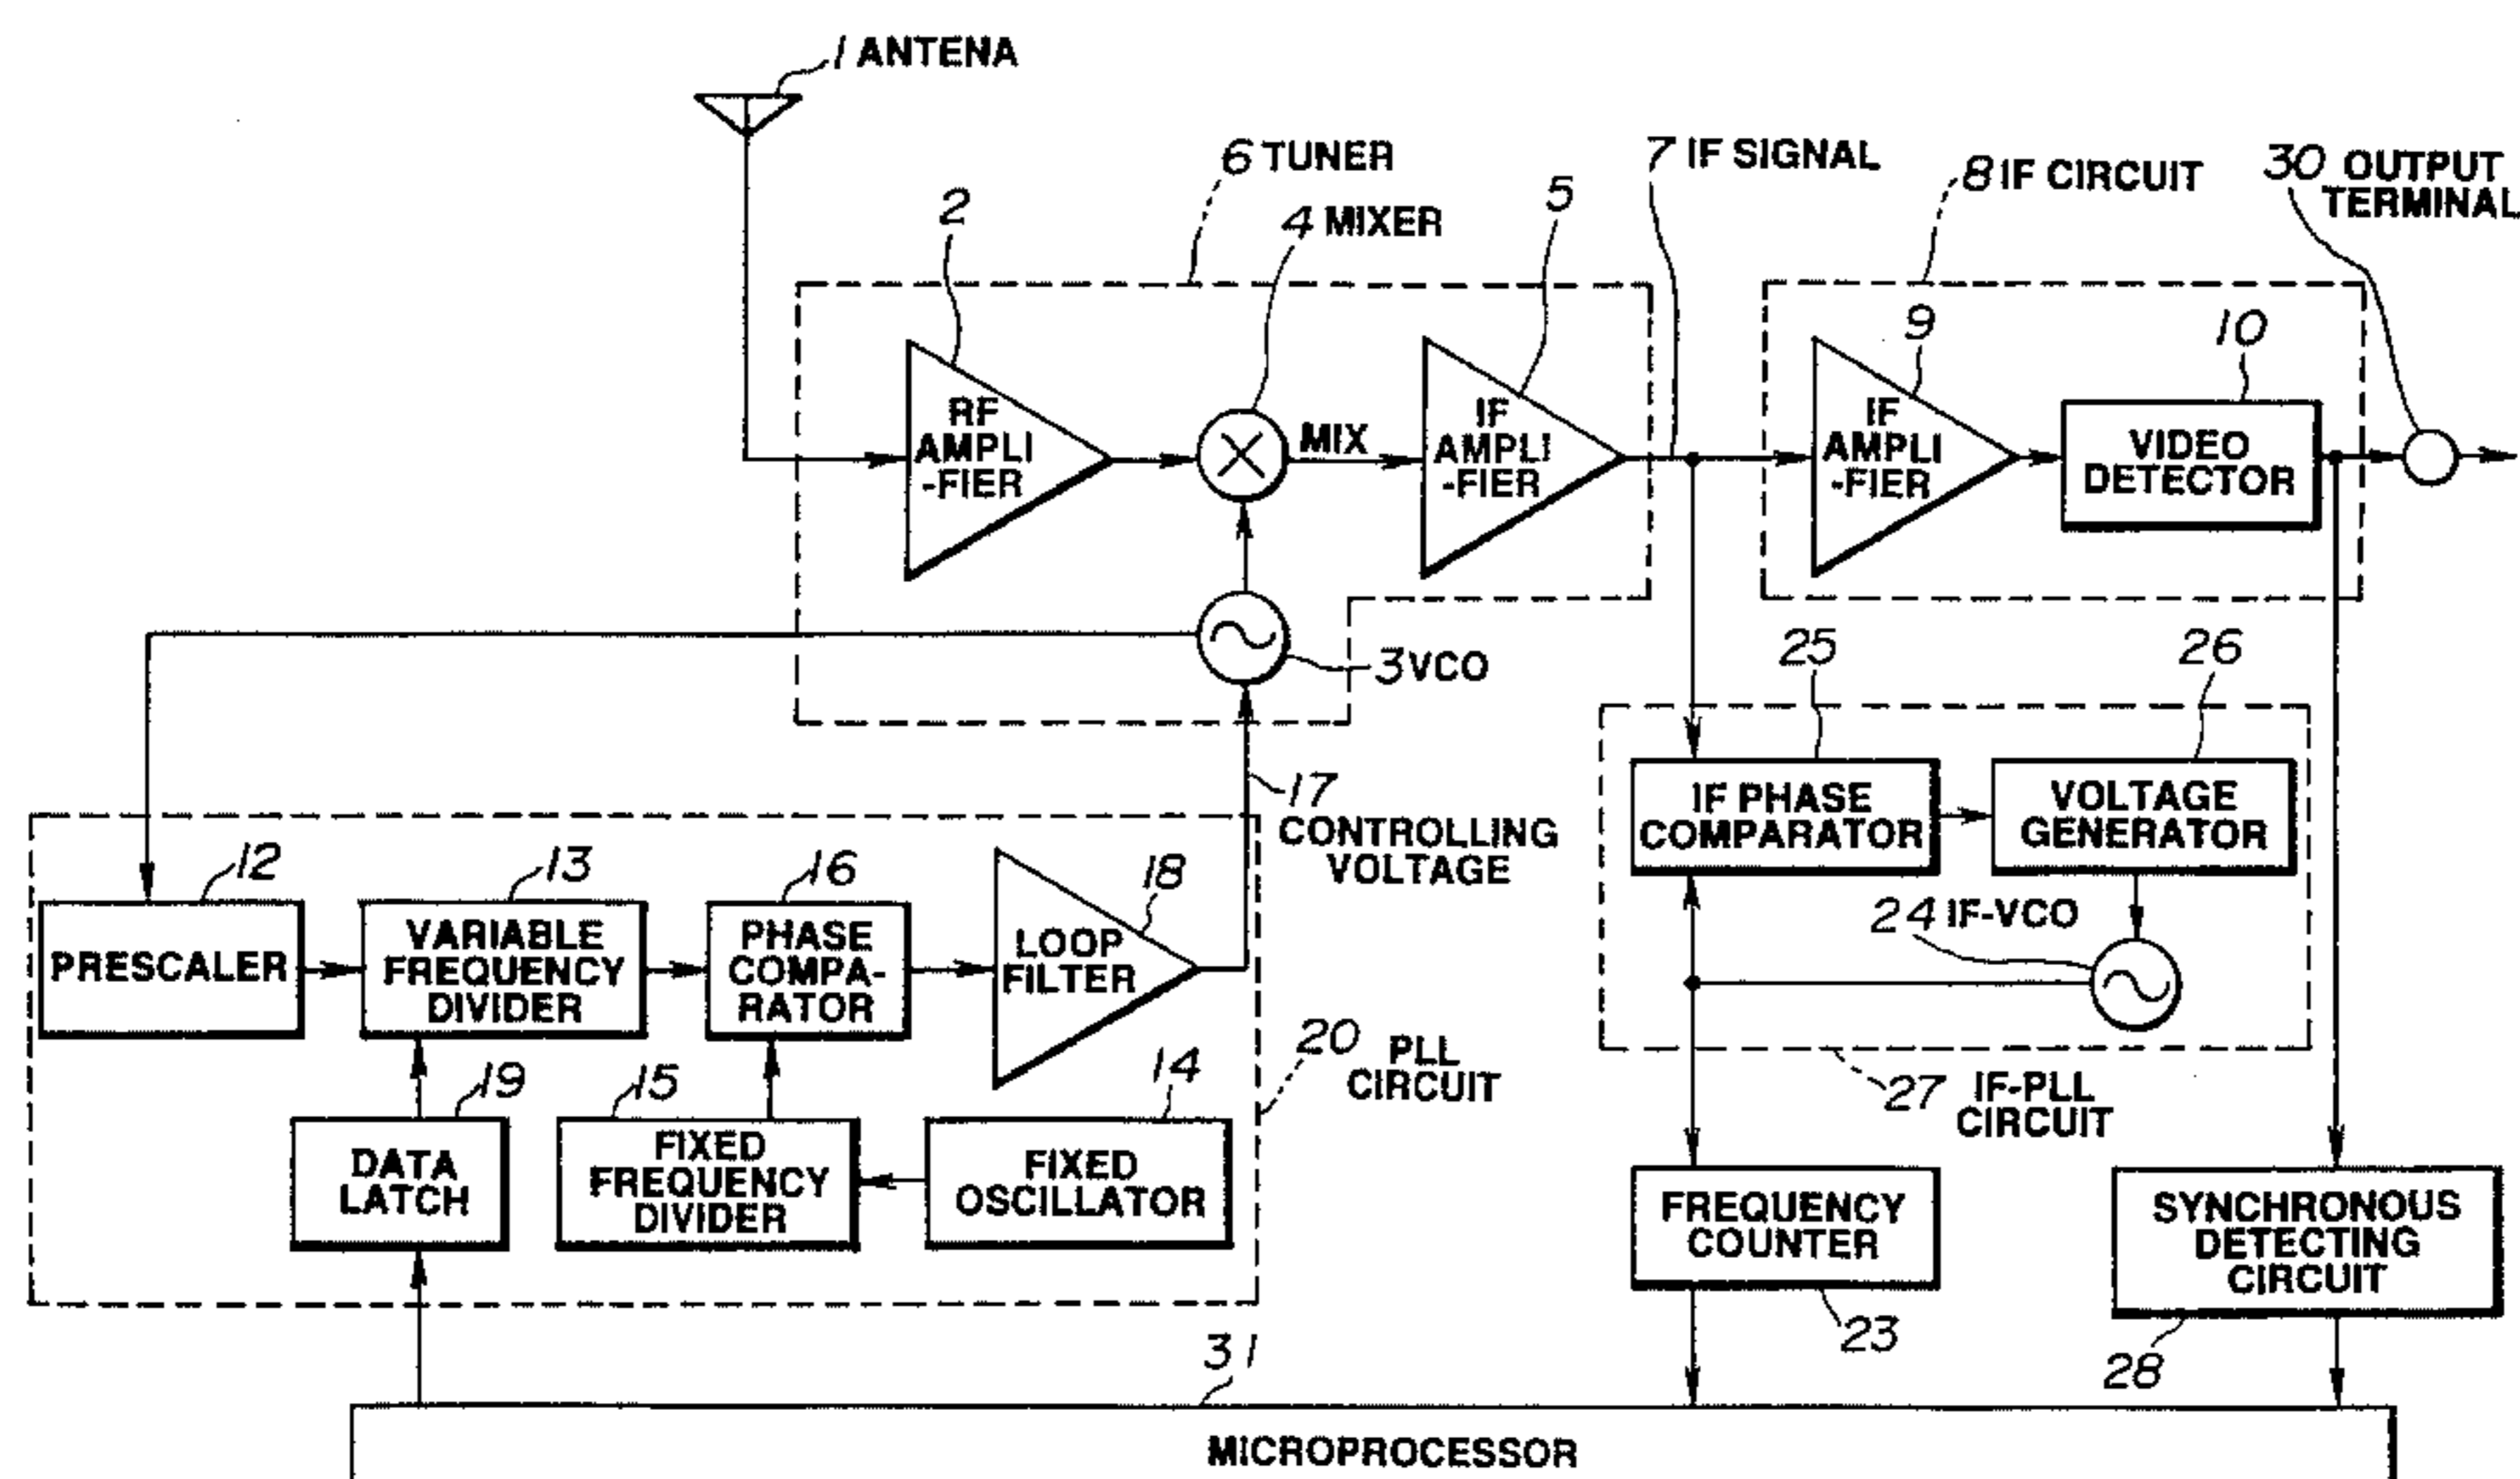 1 ANTENA
6 TUNER
7 IF SIGNAL
8 IF CIRCUIT
30 OUTPUT
TERMINAL
2
4 MIXER
5
9
10
RF
AMPLI
-FIER
MIX
IF
AMPLI
-FIER
IF
AMPLI
-FIER
VIDEO
DETECTOR
3 VCO
25
26
17
CONTROLLING
VOLTAGE
IF PHASE
COMPARATOR
VOLTAGE
GENERATOR
12
13
16
18
24 IF-VCO
PRESCALER
VARIABLE
FREQUENCY
DIVIDER
PHASE
COMPA-
RATOR
LOOP
FILTER
20 PLL
CIRCUIT
19
15
14
27 IF-PLL
CIRCUIT
DATA
LATCH
FIXED
FREQUENCY
DIVIDER
FIXED
OSCILLATOR
FREQUENCY
COUNTER
SYNCHRONOUS
DETECTING
CIRCUIT
23
28
31
MICROPROCESSOR